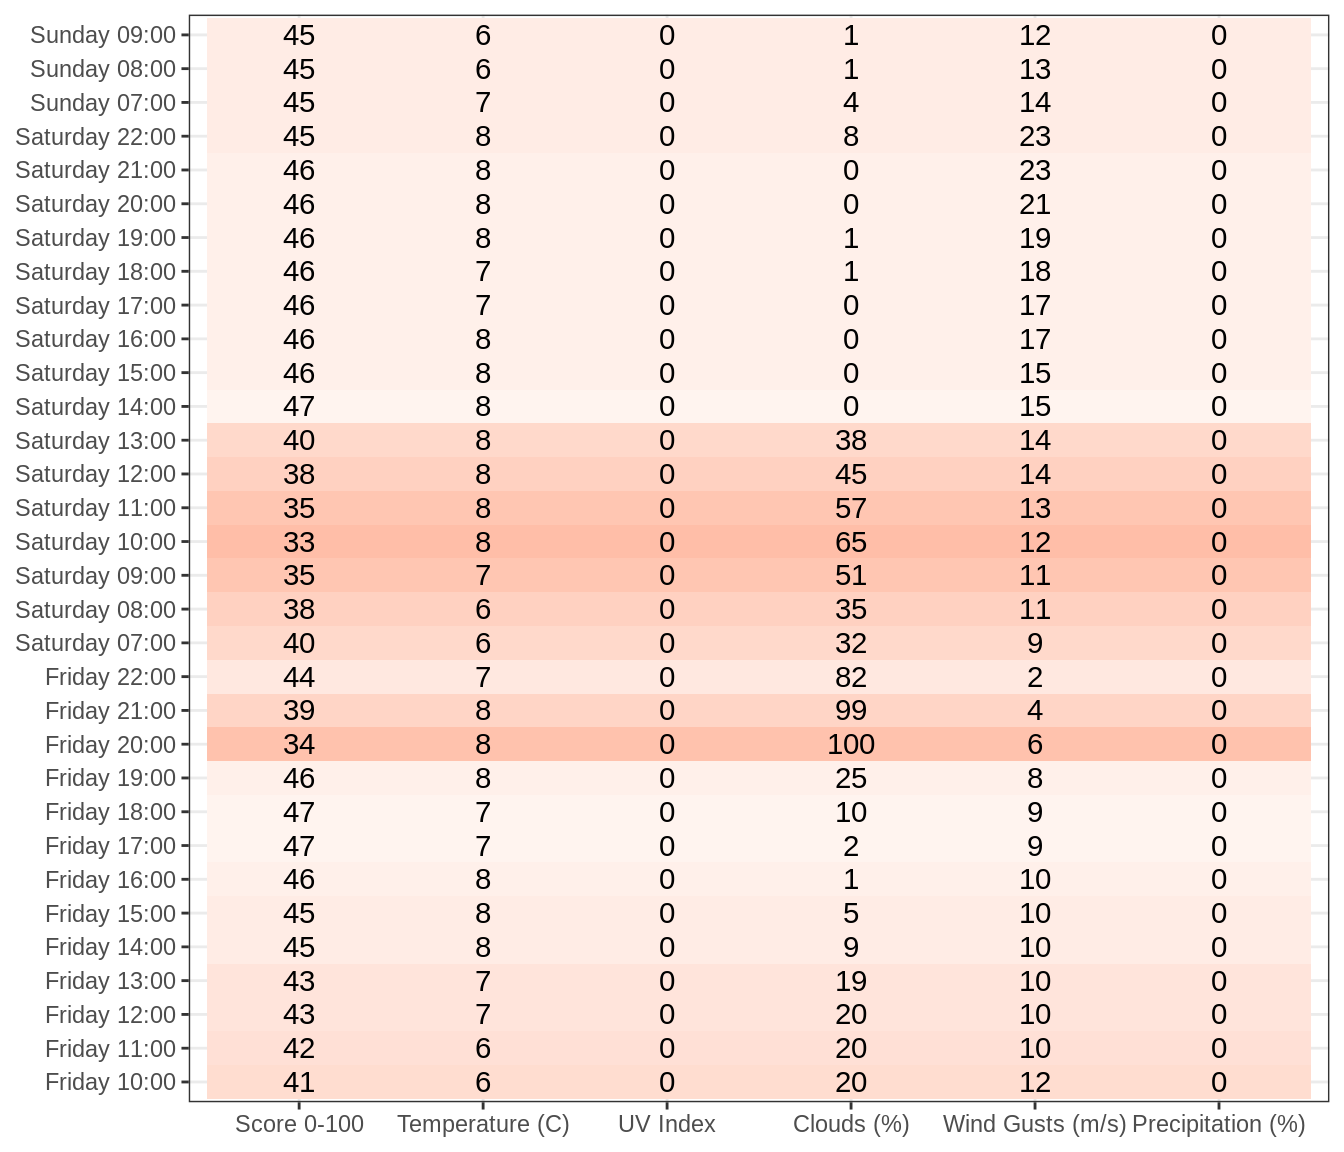 Sunday 09:00 45 6 0 1 12 0
Sunday 08:00 45 6 0 1 13 0
Sunday 07:00 45 7 0 4 14 0
Saturday 22:00 45 8 0 8 23 0
Saturday 21:00 46 8 0 0 23 0
Saturday 20:00 46 8 0 0 21 0
Saturday 19:00 46 8 0 1 19 0
Saturday 18:00 46 7 0 1 18 0
Saturday 17:00 46 7 0 0 17 0
Saturday 16:00 46 8 0 0 17 0
Saturday 15:00 46 8 0 0 15 0
Saturday 14:00 47 8 0 0 15 0
Saturday 13:00 40 8 0 38 14 0
Saturday 12:00 38 8 0 45 14 0
Saturday 11:00 35 8 0 57 13 0
Saturday 10:00 33 8 0 65 12 0
Saturday 09:00 35 7 0 51 11 0
Saturday 08:00 38 6 0 35 11 0
Saturday 07:00 40 6 0 32 9 0
Friday 22:00 44 7 0 82 2 0
Friday 21:00 39 8 0 99 4 0
Friday 20:00 34 8 0 100 6 0
Friday 19:00 46 8 0 25 8 0
Friday 18:00 47 7 0 10 9 0
Friday 17:00 47 7 0 2 9 0
Friday 16:00 46 8 0 1 10 0
Friday 15:00 45 8 0 5 10 0
Friday 14:00 45 8 0 9 10 0
Friday 13:00 43 7 0 19 10 0
Friday 12:00 43 7 0 20 10 0
Friday 11:00 42 6 0 20 10 0
Friday 10:00 41 6 0 20 12 0
Score 0-100 Temperature (C) UV Index Clouds (%) Wind Gusts (m/s) Precipitation (%)